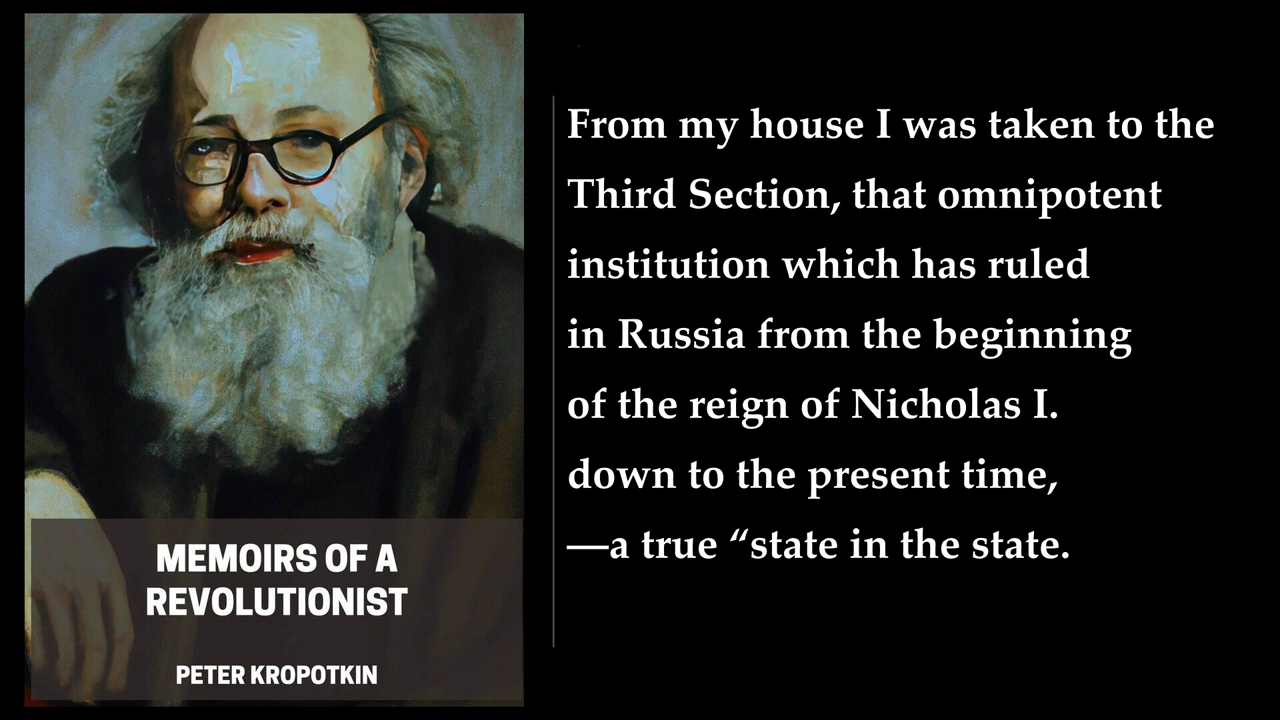 MEMOIRS OF A
REVOLUTIONIST
PETER KROPOTKIN
From my house I was taken to the
Third Section, that omnipotent
institution which has ruled
in Russia from the beginning
of the reign of Nicholas I.
down to the present time,
—a true “state in the state.